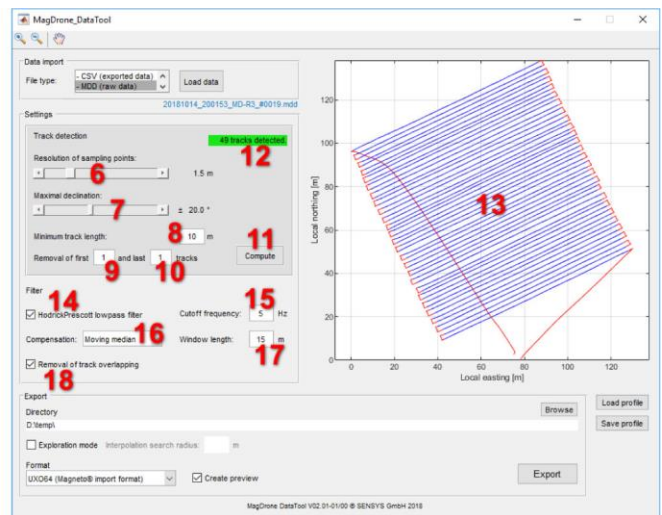 MagDrone_DataTool
Data import
File type:
- CSV (exported data)
- MDD (raw data)
Load data
20181014_200153_MD-R3_#0019.mdd
Settings
Track detection
49 tracks detected.
12
Resolution of sampling points:
6
1.5 m
Maximal declination:
7
± 20.0 °
Minimum track length:
8
10 m
11
Removal of first 1 and last 1 tracks
Compute
9
10
Filter
14
HodrickPrescott lowpass filter
Cutoff frequency: 5 Hz
15
16
Compensation: Moving median
Window length: 15 m
17
Removal of track overlapping
18
Local northing [m]
0
20
40
60
80
100
120
13
0 20 40 60 80 100 120
Local easting [m]
Export
Directory
Browse
D:\temp\
Exploration mode Interpolation search radius: m
Format
UXO64 (Magneto® import format)
Create preview
Export
Load profile
Save profile
MagDrone DataTool V02.01-01/00 © SENSYS GmbH 2018